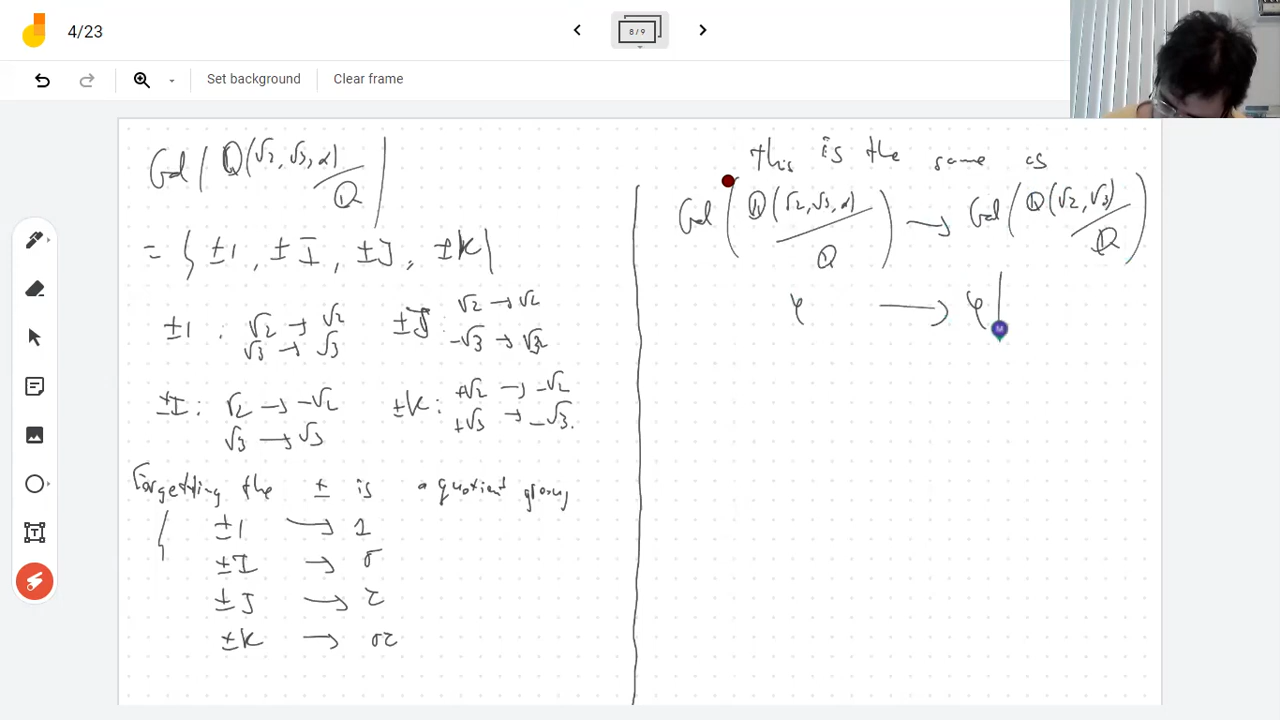 4/23
8/9
Set background
Clear frame
Gal ( Q(√2, √3, α) / Q )
= { ±1, ±I, ±J, ±K }
±1 : √2 → √2
√3 → √3
±J : √2 → √2
-√3 → √3
±I : √2 → -√2
√3 → √3
±K : +√2 → -√2
+√3 → -√3.
Forgetting the ± is a quotient group
{ ±1 → 1
±I → σ
±J → τ
±K → στ
this is the same as
Gal ( Q(√2, √3, α) / Q ) → Gal ( Q(√2, √3) / Q )
φ → φ|
M